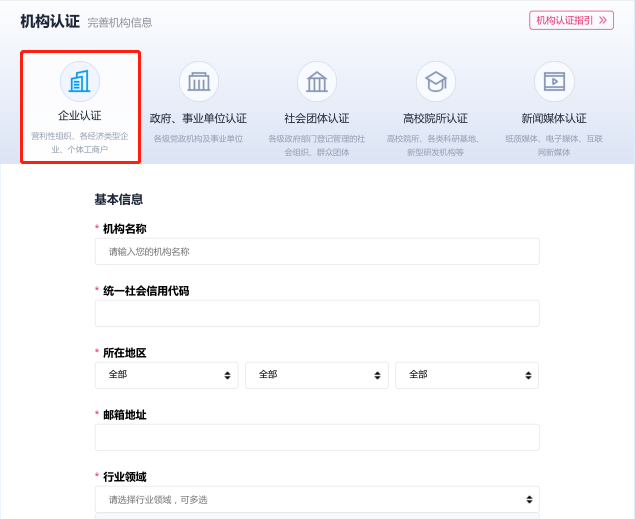 机构认证 完善机构信息 机构认证指引
企业认证 政府、事业单位认证 社会团体认证 高校院所认证 新闻媒体认证
营利性组织、各经济类型企
业、个体工商户
各级党政机构及事业单位
各级政府部门登记管理的社
会组织、群众团体
高校院所、各类科研基地、
新型研发机构等
纸质媒体、电子媒体、互联
网新媒体
基本信息
* 机构名称
请输入您的机构名称
* 统一社会信用代码
* 所在地区
全部 全部 全部
* 邮箱地址
* 行业领域
请选择行业领域，可多选